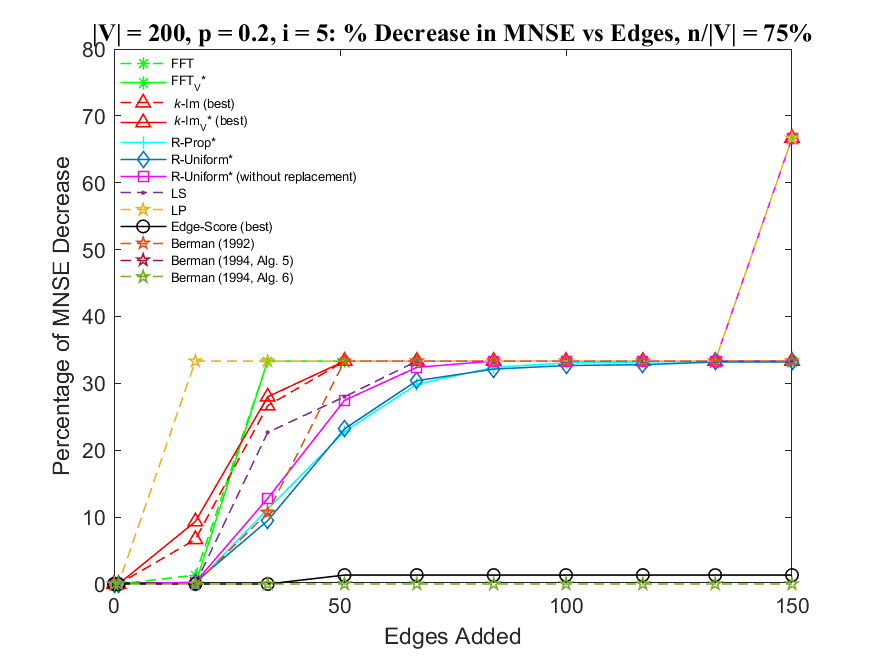 |V| = 200, p = 0.2, i = 5: % Decrease in MNSE vs Edges, n/|V| = 75%
80
70
60
50
40
30
20
10
0
Percentage of MNSE Decrease
FFT
FFT_V*
k-Im (best)
k-Im_V* (best)
R-Prop*
R-Uniform*
R-Uniform* (without replacement)
LS
LP
Edge-Score (best)
Berman (1992)
Berman (1994, Alg. 5)
Berman (1994, Alg. 6)
0 50 100 150
Edges Added